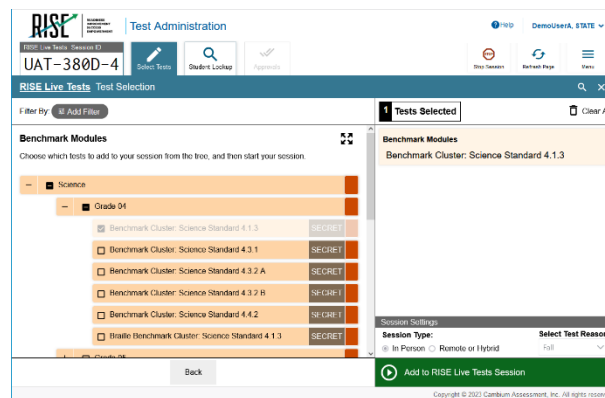 RISE
READINESS
IMPROVEMENT
SUCCESS
EMPOWERMENT
Test Administration
Help
DemoUserA, STATE
RISE Live Tests Session ID
UAT-380D-4
Select Tests
Student Lookup
Approvals
Stop Session
Refresh Page
Menu
RISE Live Tests Test Selection
Filter By: Add Filter
1 Tests Selected
Clear A
Benchmark Modules
Choose which tests to add to your session from the tree, and then start your session.
Science
Grade 04
Benchmark Cluster: Science Standard 4.1.3 SECRET
Benchmark Cluster: Science Standard 4.3.1 SECRET
Benchmark Cluster: Science Standard 4.3.2 A SECRET
Benchmark Cluster: Science Standard 4.3.2 B SECRET
Benchmark Cluster: Science Standard 4.4.2 SECRET
Braille Benchmark Cluster: Science Standard 4.1.3 SECRET
Back
Benchmark Modules
Benchmark Cluster: Science Standard 4.1.3
Session Settings
Session Type:
Select Test Reason
In Person Remote or Hybrid
Fall
Add to RISE Live Tests Session
Copyright © 2023 Cambium Assessment, Inc. All rights reserv